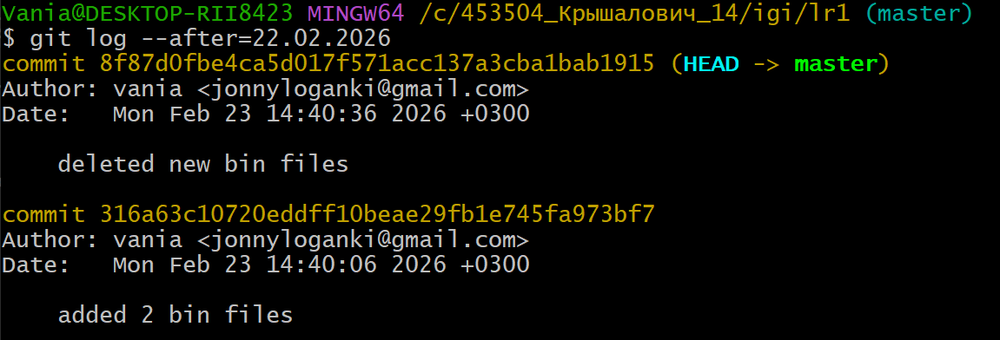 Vania@DESKTOP-RII8423 MINGW64 /c/453504_Крышалович_14/igi/lr1 (master)
$ git log --after=22.02.2026
commit 8f87d0fbe4ca5d017f571acc137a3cba1bab1915 (HEAD -> master)
Author: vania <jonnyloganki@gmail.com>
Date:   Mon Feb 23 14:40:36 2026 +0300
    deleted new bin files
commit 316a63c10720eddff10beae29fb1e745fa973bf7
Author: vania <jonnyloganki@gmail.com>
Date:   Mon Feb 23 14:40:06 2026 +0300
    added 2 bin files